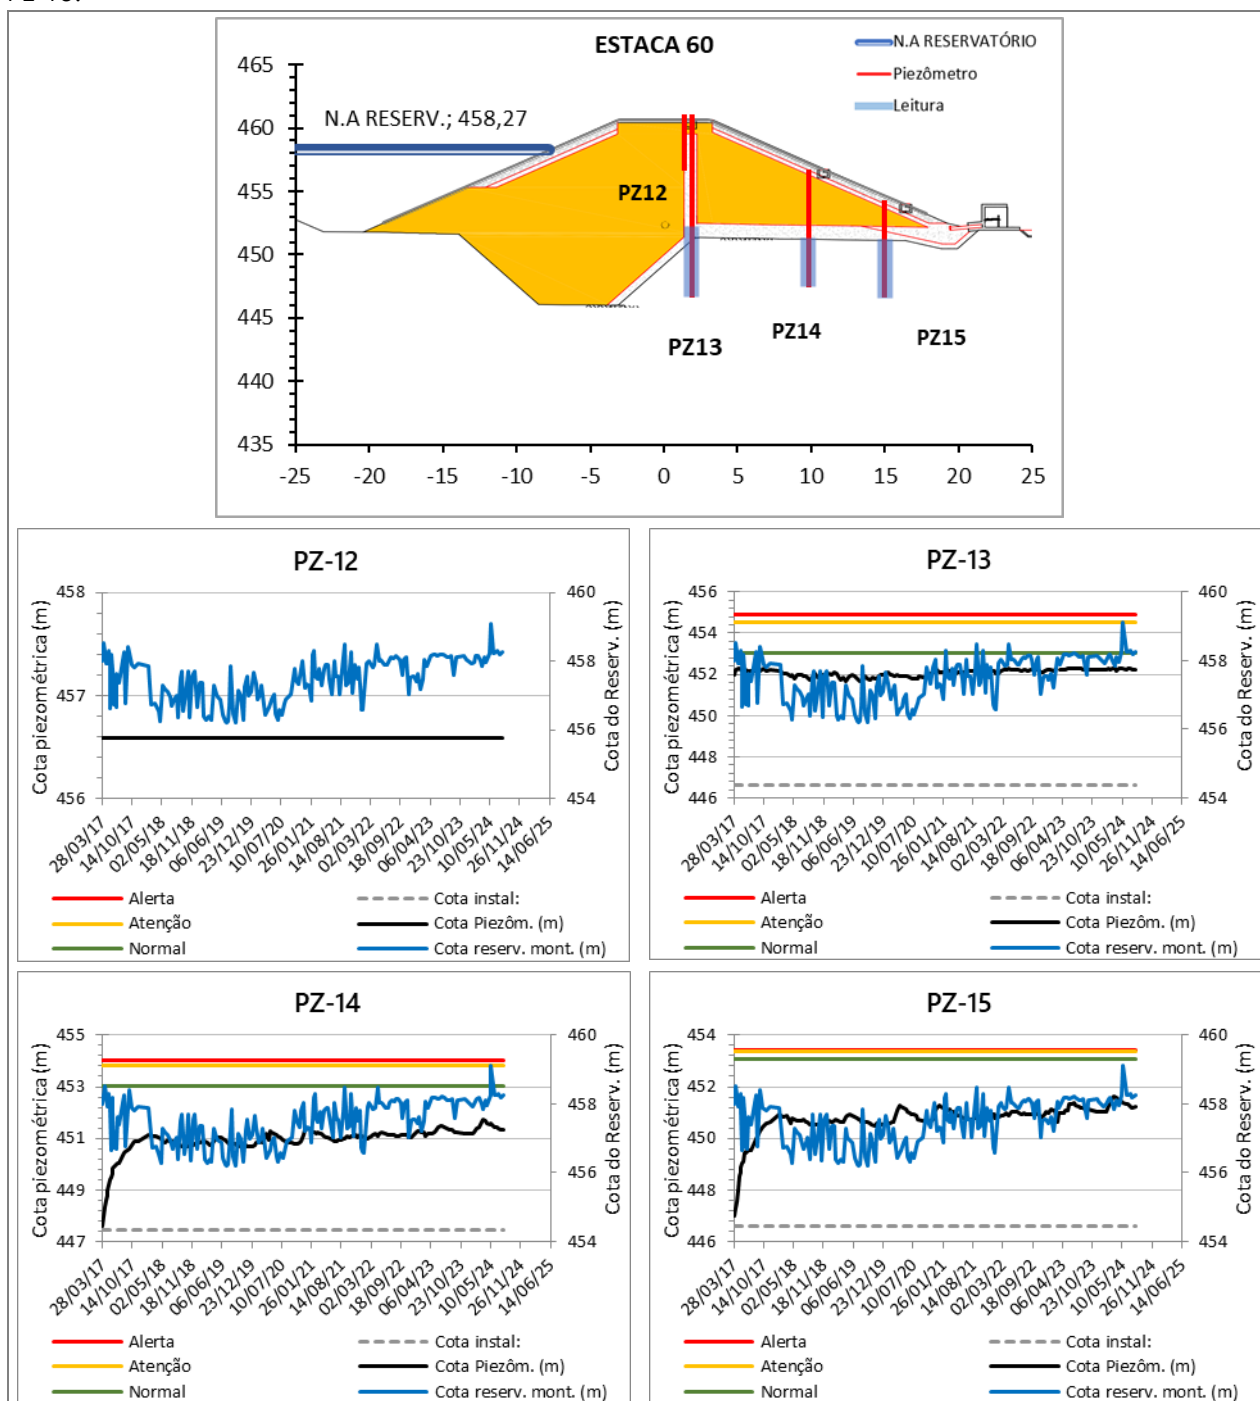 ESTACA 60
N.A RESERVATÓRIO
Piezômetro
Leitura
465
460
455
450
445
440
435
N.A RESERV.; 458,27
PZ12
PZ13
PZ14
PZ15
-25 -20 -15 -10 -5 0 5 10 15 20 25
PZ-12
Cota piezométrica (m)
458
457
456
Cota do Reserv. (m)
460
458
456
454
28/03/17 14/10/17 02/05/18 18/11/18 06/06/19 23/12/19 10/07/20 26/01/21 14/08/21 02/03/22 18/09/22 06/04/23 23/10/23 10/05/24 26/11/24 14/06/25
Alerta Cota instal:
Atenção Cota Piezôm. (m)
Normal Cota reserv. mont. (m)
PZ-13
Cota piezométrica (m)
456
454
452
450
448
446
Cota do Reserv. (m)
460
458
456
454
28/03/17 14/10/17 02/05/18 18/11/18 06/06/19 23/12/19 10/07/20 26/01/21 14/08/21 02/03/22 18/09/22 06/04/23 23/10/23 10/05/24 26/11/24 14/06/25
Alerta Cota instal:
Atenção Cota Piezôm. (m)
Normal Cota reserv. mont. (m)
PZ-14
Cota piezométrica (m)
455
453
451
449
447
Cota do Reserv. (m)
460
458
456
454
28/03/17 14/10/17 02/05/18 18/11/18 06/06/19 23/12/19 10/07/20 26/01/21 14/08/21 02/03/22 18/09/22 06/04/23 23/10/23 10/05/24 26/11/24 14/06/25
Alerta Cota instal:
Atenção Cota Piezôm. (m)
Normal Cota reserv. mont. (m)
PZ-15
Cota piezométrica (m)
454
452
450
448
446
Cota do Reserv. (m)
460
458
456
454
28/03/17 14/10/17 02/05/18 18/11/18 06/06/19 23/12/19 10/07/20 26/01/21 14/08/21 02/03/22 18/09/22 06/04/23 23/10/23 10/05/24 26/11/24 14/06/25
Alerta Cota instal:
Atenção Cota Piezôm. (m)
Normal Cota reserv. mont. (m)